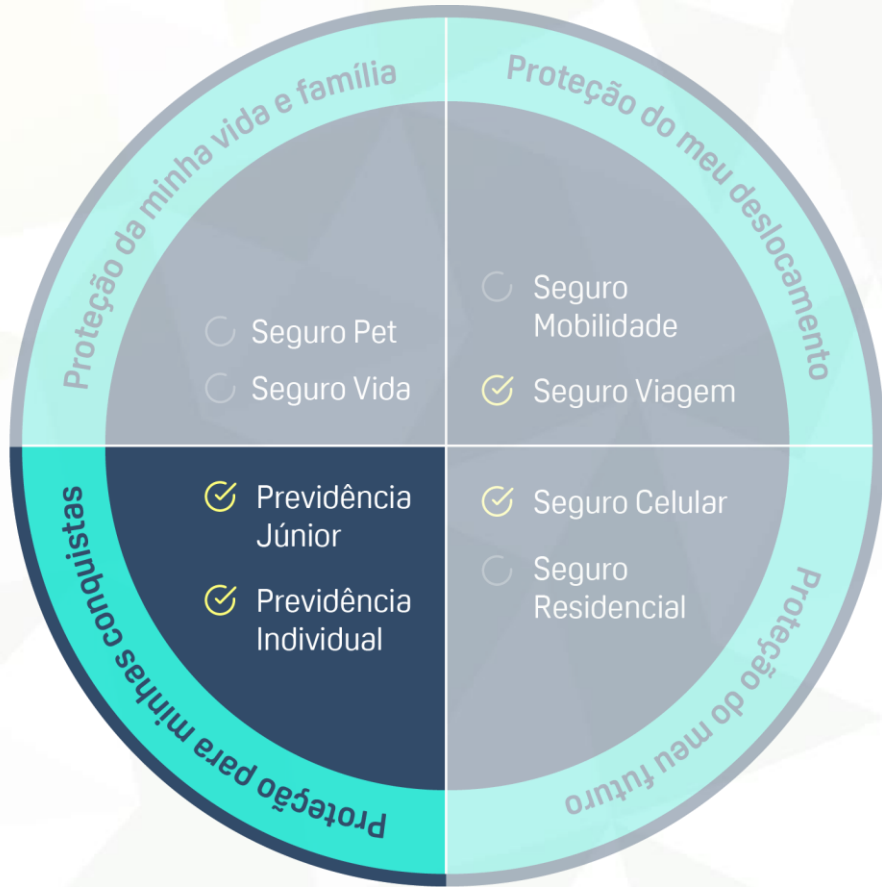 Proteção da minha vida e família
Seguro Pet
Seguro Vida
Proteção do meu deslocamento
Seguro
Mobilidade
Seguro Viagem
Previdência
Júnior
Previdência
Individual
Proteção para minhas conquistas
Seguro Celular
Seguro
Residencial
Proteção do meu futuro